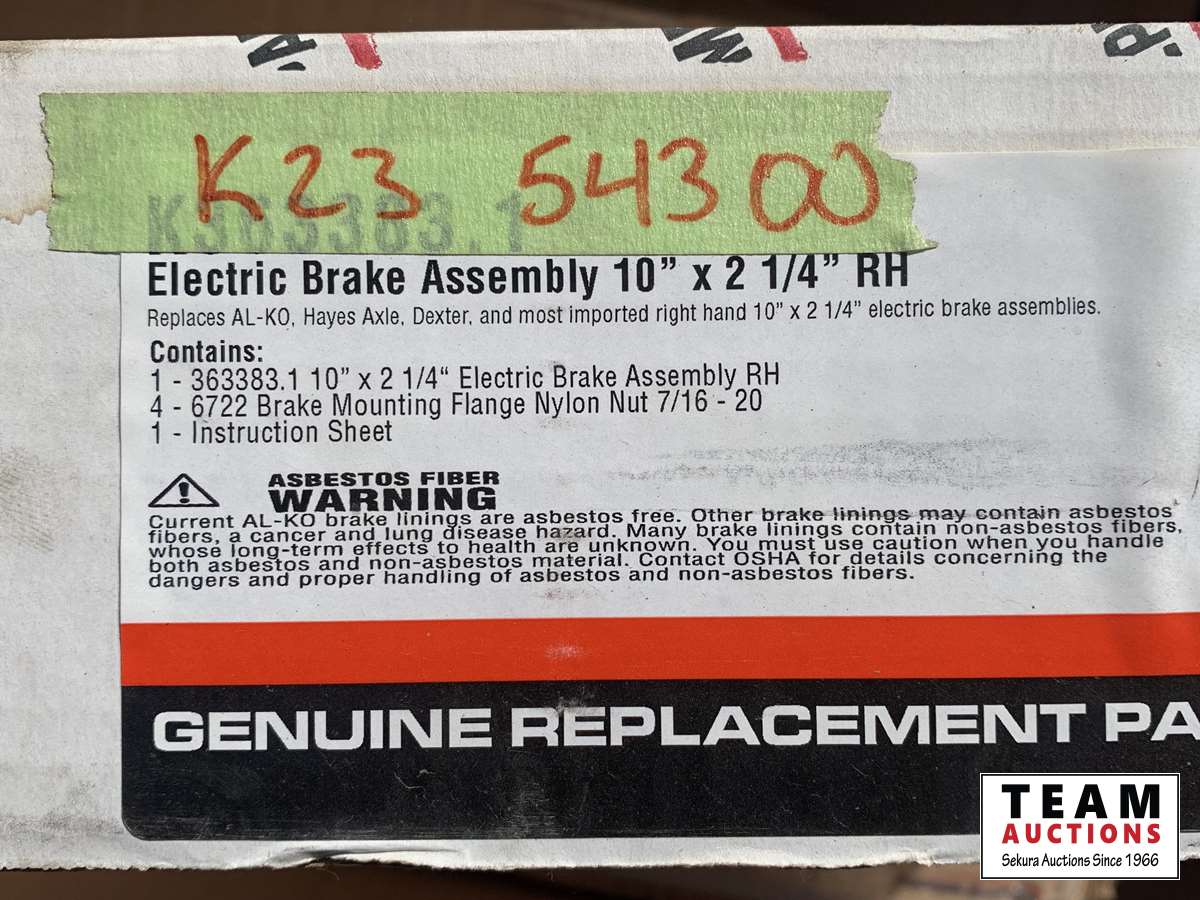 K23 54300
K363383.1
Electric Brake Assembly 10” x 2 1/4” RH
Replaces AL-KO, Hayes Axle, Dexter, and most imported right hand 10” x 2 1/4” electric brake assemblies.
Contains:
1 - 363383.1 10” x 2 1/4“ Electric Brake Assembly RH
4 - 6722 Brake Mounting Flange Nylon Nut 7/16 - 20
1 - Instruction Sheet
ASBESTOS FIBER
WARNING
Current AL-KO brake linings are asbestos free. Other brake linings may contain asbestos
fibers, a cancer and lung disease hazard. Many brake linings contain non-asbestos fibers,
whose long-term effects to health are unknown. You must use caution when you handle
both asbestos and non-asbestos material. Contact OSHA for details concerning the
dangers and proper handling of asbestos and non-asbestos fibers.
GENUINE REPLACEMENT PA
TEAM
AUCTIONS
Sekura Auctions Since 1966